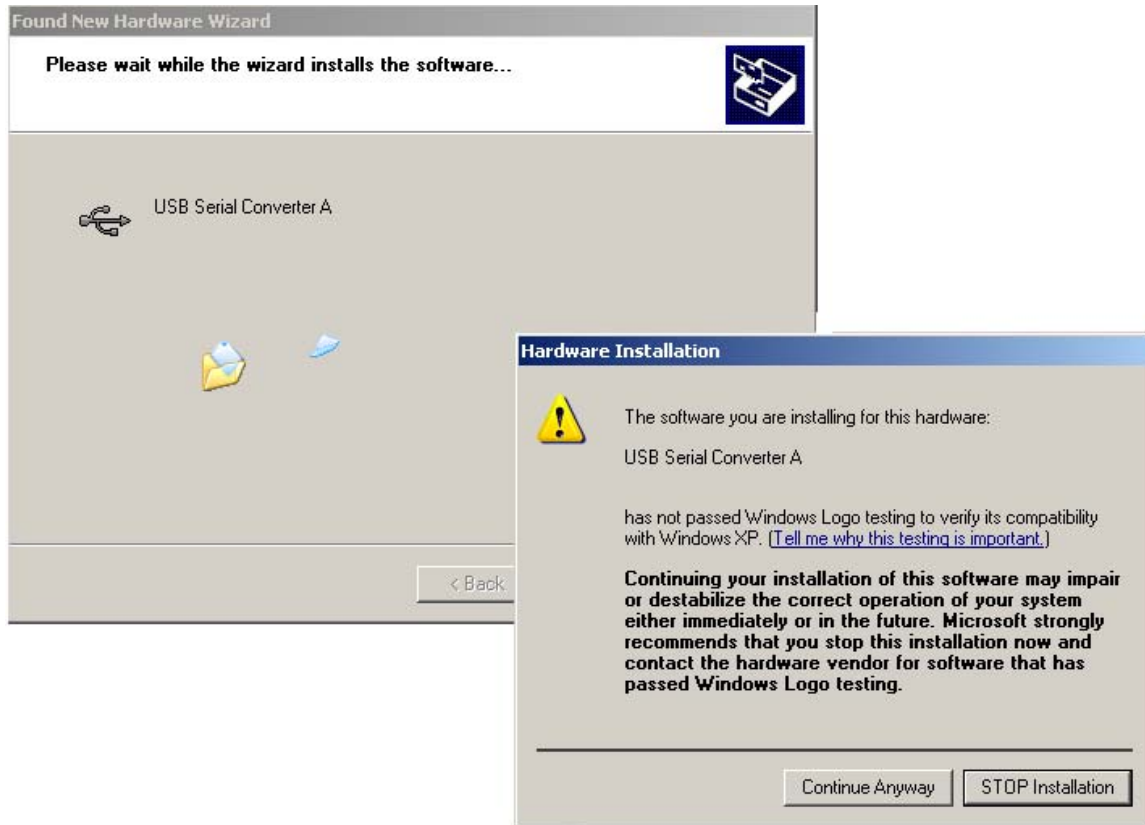 Found New Hardware Wizard
Please wait while the wizard installs the software...
USB Serial Converter A
< Back
Hardware Installation
The software you are installing for this hardware:
USB Serial Converter A
has not passed Windows Logo testing to verify its compatibility
with Windows XP. (Tell me why this testing is important.)
Continuing your installation of this software may impair
or destabilize the correct operation of your system
either immediately or in the future. Microsoft strongly
recommends that you stop this installation now and
contact the hardware vendor for software that has
passed Windows Logo testing.
Continue Anyway
STOP Installation